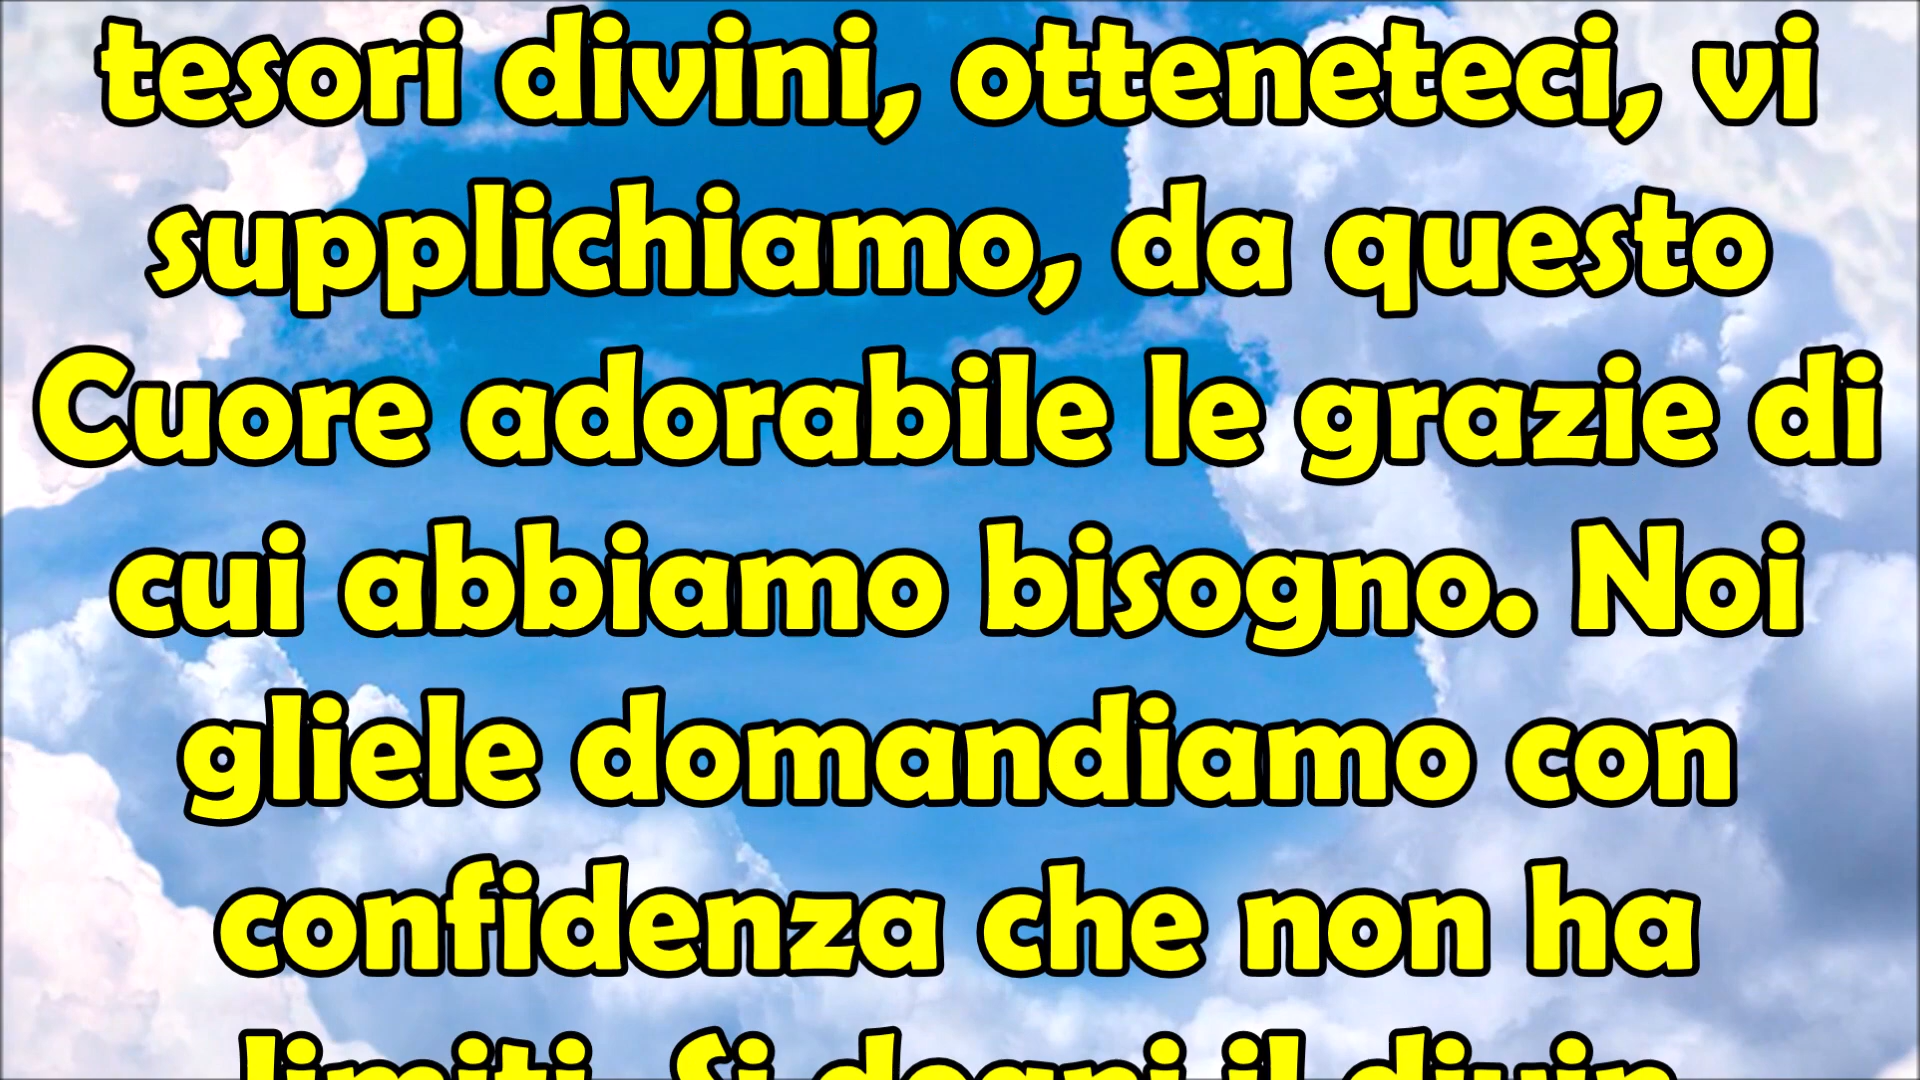 tesori divini, otteneteci, vi
supplichiamo, da questo
Cuore adorabile le grazie di
cui abbiamo bisogno. Noi
gliele domandiamo con
confidenza che non ha
limiti. Si degni il divin